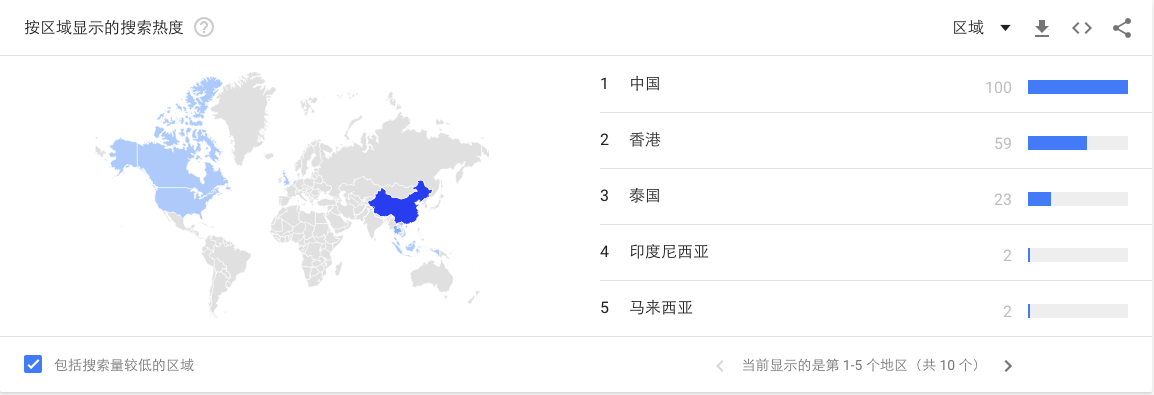 按区域显示的搜索热度 ?
区域
1 中国 100
2 香港 59
3 泰国 23
4 印度尼西亚 2
5 马来西亚 2
包括搜索量较低的区域
当前显示的是第 1-5 个地区（共 10 个）